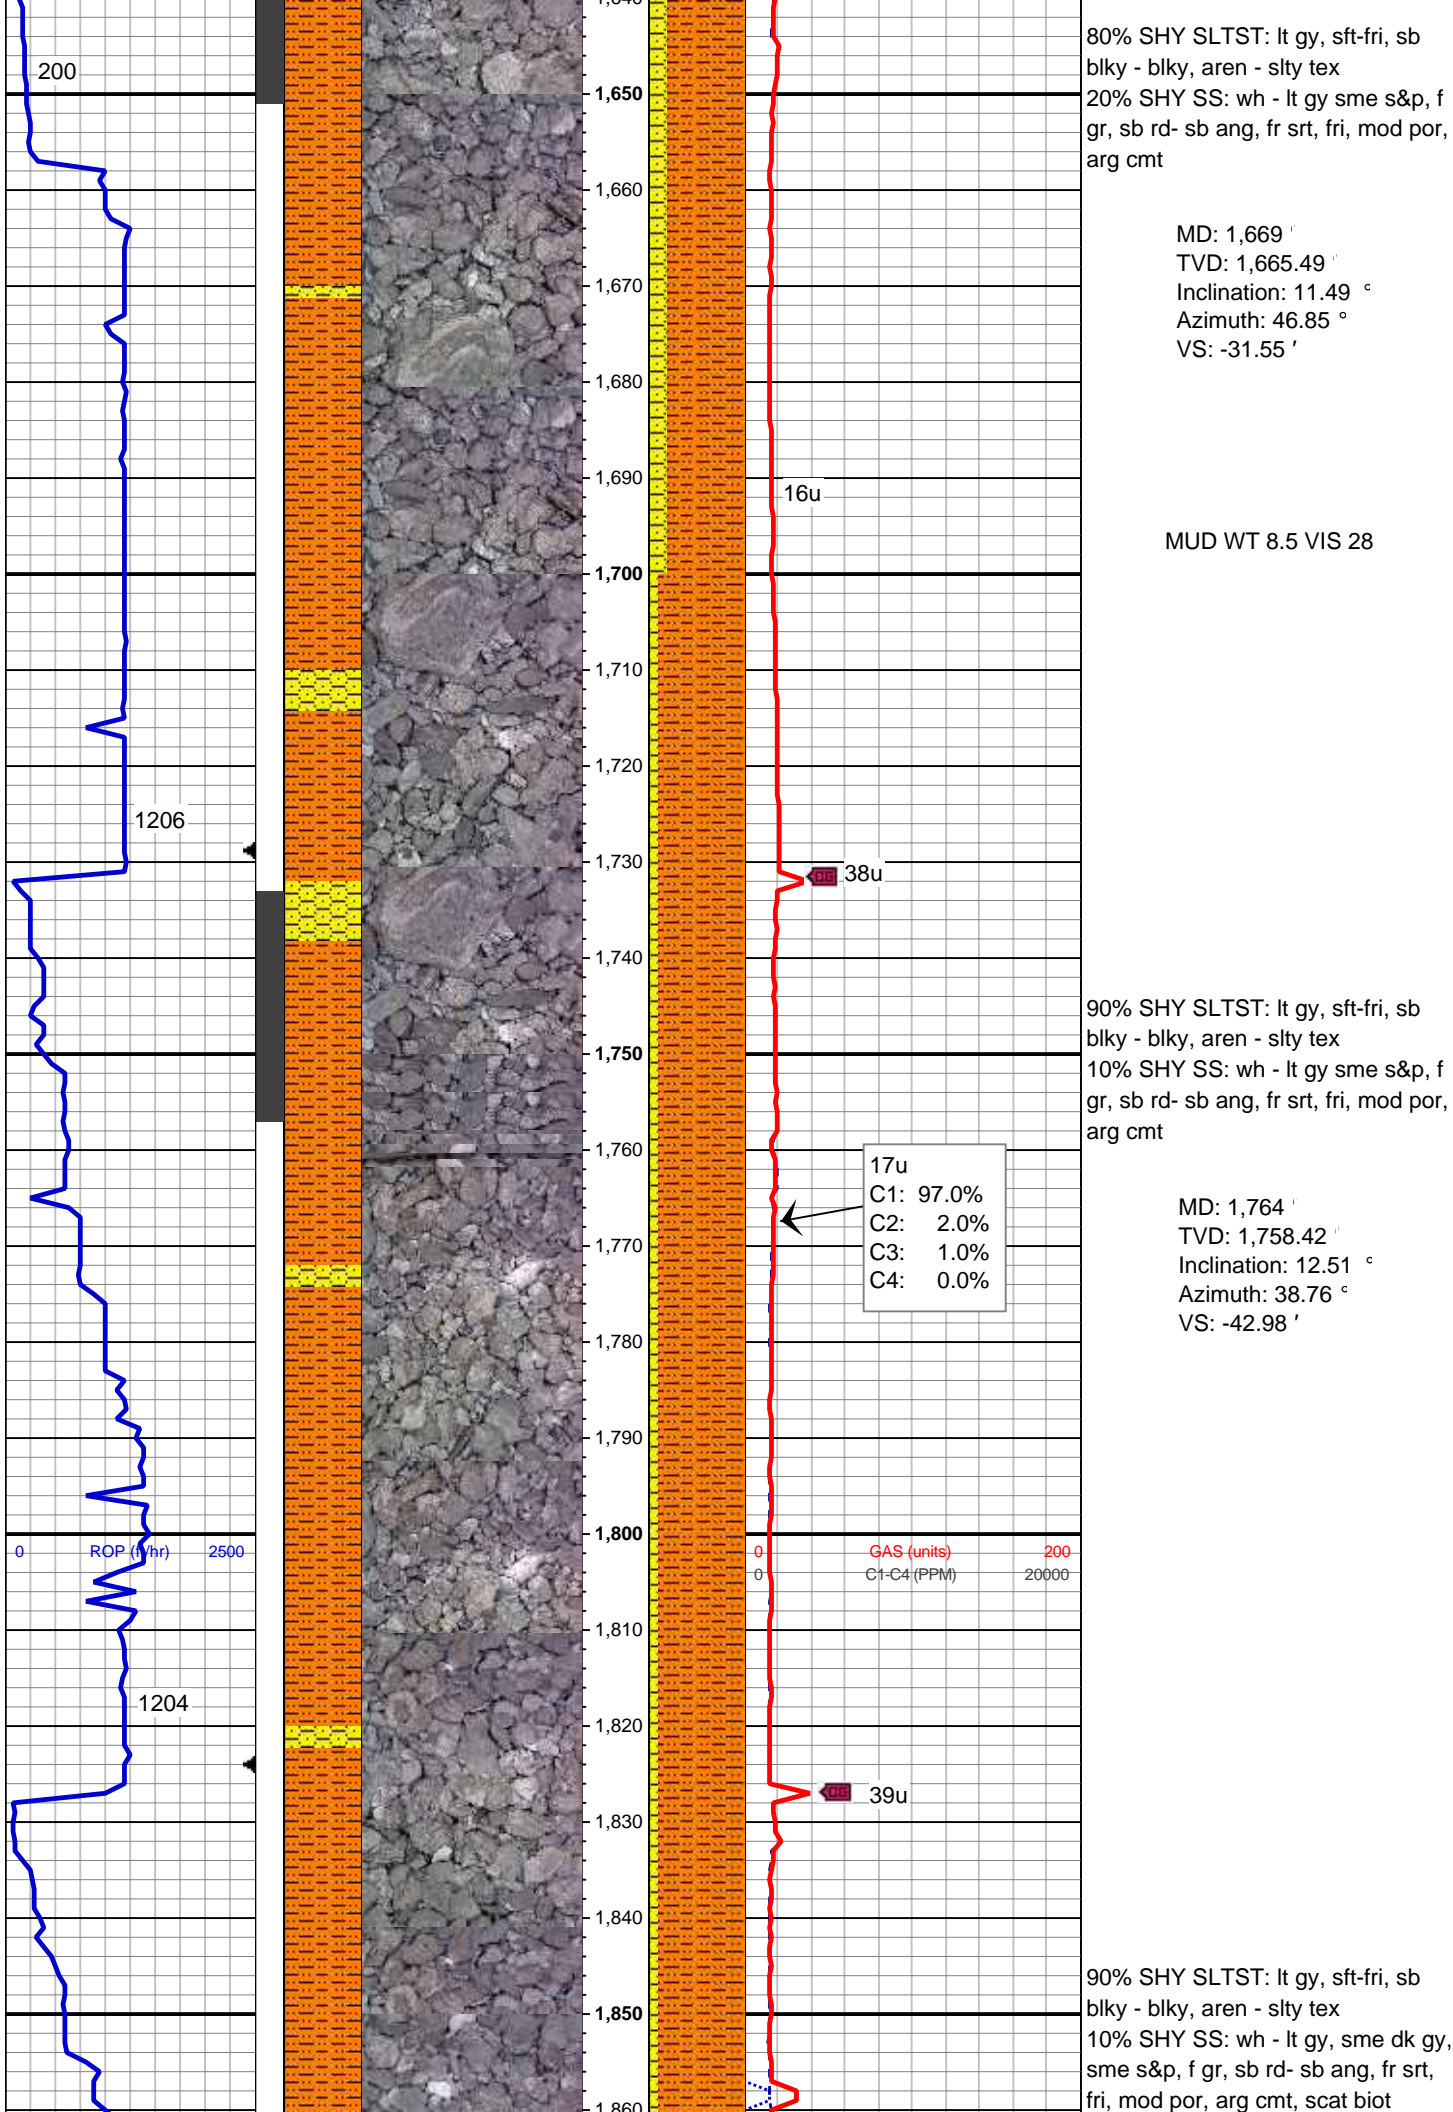 1,640
80% SHY SLTST: lt gy, sft-fri, sb
blky - blky, aren - slty tex
20% SHY SS: wh - lt gy sme s&p, f
gr, sb rd- sb ang, fr srt, fri, mod por,
arg cmt
200
1,650
1,660
MD: 1,669 '
TVD: 1,665.49 '
Inclination: 11.49 °
Azimuth: 46.85 °
VS: -31.55 '
1,670
1,680
1,690
16u
MUD WT 8.5 VIS 28
1,700
1,710
1,720
1206
1,730
CG 38u
1,740
90% SHY SLTST: lt gy, sft-fri, sb
blky - blky, aren - slty tex
10% SHY SS: wh - lt gy sme s&p, f
gr, sb rd- sb ang, fr srt, fri, mod por,
arg cmt
1,750
1,760
17u
C1: 97.0%
C2: 2.0%
C3: 1.0%
C4: 0.0%
MD: 1,764 '
TVD: 1,758.42 '
Inclination: 12.51 °
Azimuth: 38.76 °
VS: -42.98 '
1,770
1,780
1,790
1,800
0 ROP (ft/hr) 2500
0 GAS (units) 200
0 C1-C4 (PPM) 20000
1,810
1204
1,820
CG 39u
1,830
1,840
1,850
90% SHY SLTST: lt gy, sft-fri, sb
blky - blky, aren - slty tex
10% SHY SS: wh - lt gy, sme dk gy,
sme s&p, f gr, sb rd- sb ang, fr srt,
fri, mod por, arg cmt, scat biot
1,860